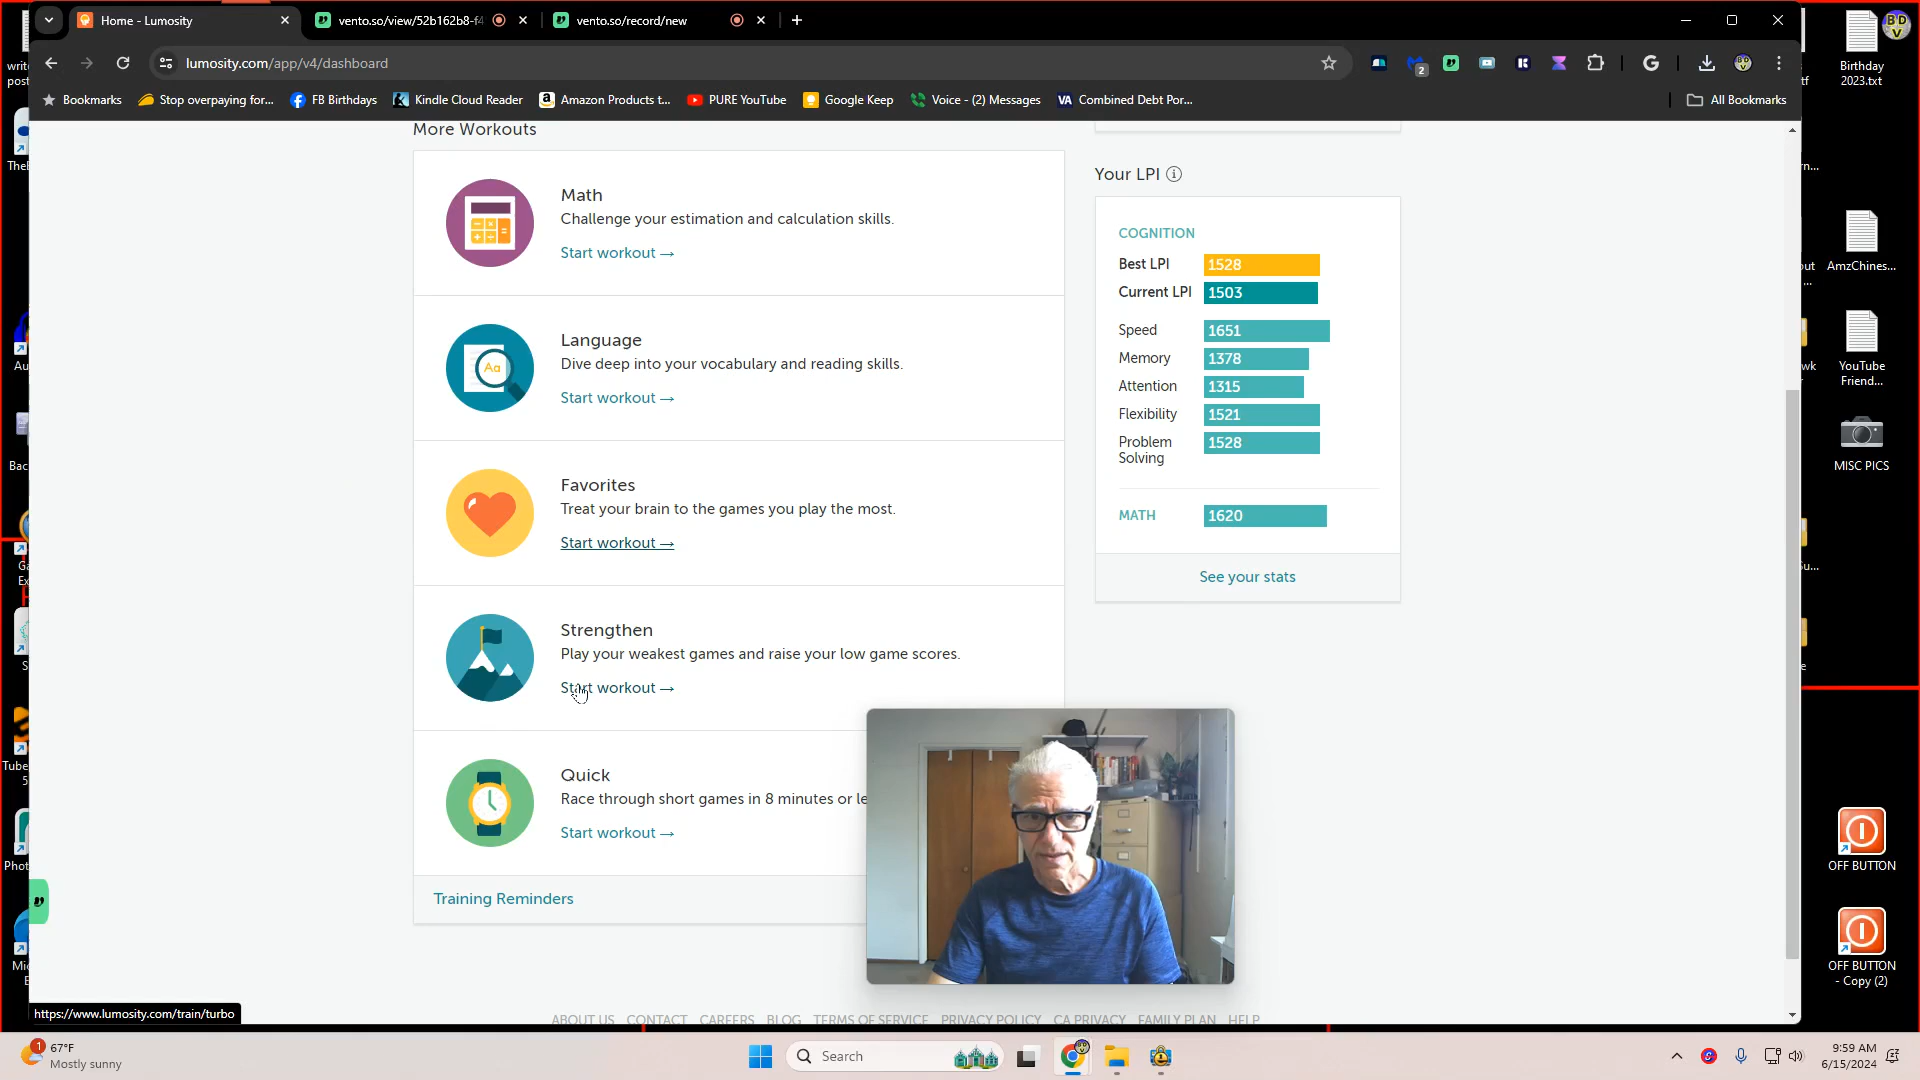 Home - Lumosity
vento.so/view/52b162b8-f4
vento.so/record/new
lumosity.com/app/v4/dashboard
2
Bookmarks
Stop overpaying for...
FB Birthdays
Kindle Cloud Reader
Amazon Products t...
PURE YouTube
Google Keep
Voice - (2) Messages
VA
Combined Debt Por...
All Bookmarks
More Workouts
Math
Challenge your estimation and calculation skills.
Start workout →
Language
Dive deep into your vocabulary and reading skills.
Aa
Start workout →
Favorites
Treat your brain to the games you play the most.
Start workout →
Strengthen
Play your weakest games and raise your low game scores.
Start workout →
Quick
Race through short games in 8 minutes or le
Start workout →
Training Reminders
Your LPI
COGNITION
Best LPI 1528
Current LPI 1503
Speed 1651
Memory 1378
Attention 1315
Flexibility 1521
Problem 1528
Solving
MATH 1620
See your stats
ABOUT US CONTACT CAREERS BLOG TERMS OF SERVICE PRIVACY POLICY CA PRIVACY FAMILY PLAN HELP
https://www.lumosity.com/train/turbo
BDV
Birthday
2023.txt
AmzChines...
YouTube
Friend...
MISC PICS
OFF BUTTON
OFF BUTTON
- Copy (2)
1
67°F
Mostly sunny
Search
9:59 AM
6/15/2024